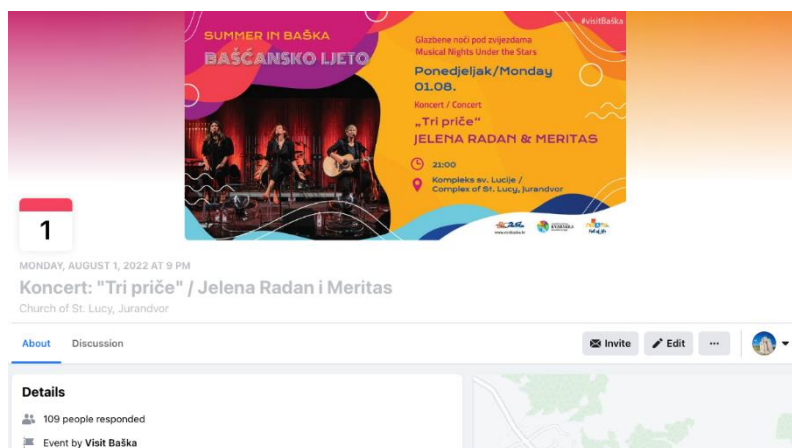 #visitBaška
SUMMER IN BAŠKA
BAŠĆANSKO LJETO
Glazbene noći pod zvijezdama
Musical Nights Under the Stars
Ponedjeljak/Monday
01.08.
Koncert / Concert
„Tri priče"
JELENA RADAN & MERITAS
21:00
Kompleks sv. Lucije /
Complex of St. Lucy, Jurandvor
1
MONDAY, AUGUST 1, 2022 AT 9 PM
Koncert: "Tri priče" / Jelena Radan i Meritas
Church of St. Lucy, Jurandvor
About Discussion Invite Edit ...
Details
109 people responded
Event by Visit Baška